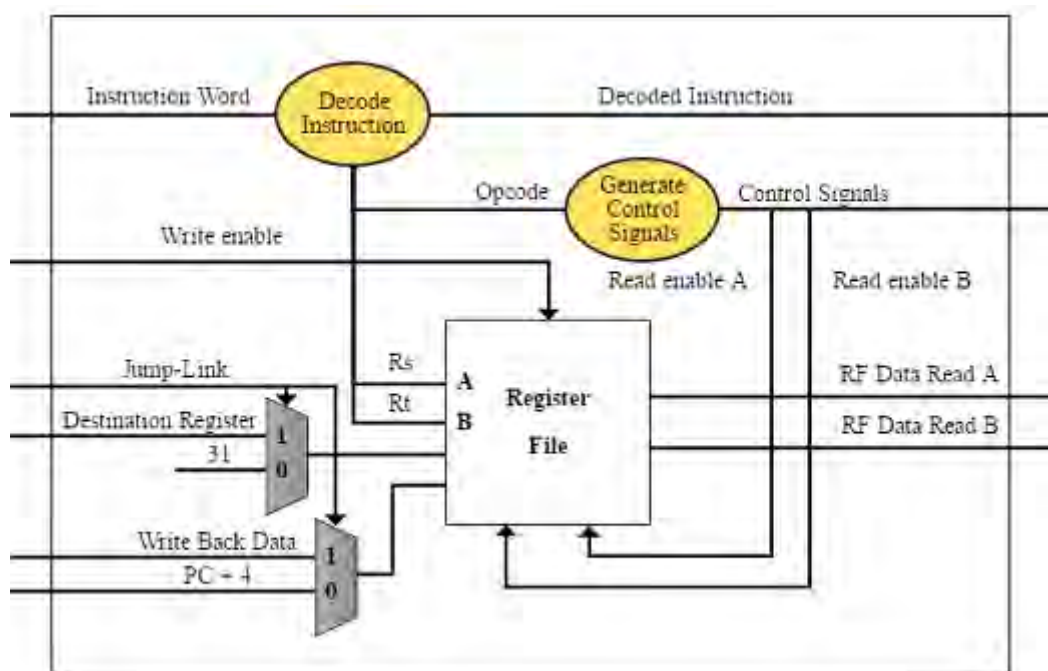 Instruction Word
Decode
Instruction
Decoded Instruction
Opcode
Generate
Control
Signals
Control Signals
Write enable
Read enable A
Read enable B
Jump-Link
Rs
A
Rt
B
Register
File
RF Data Read A
RF Data Read B
Destination Register
31
1
0
Write Back Data
PC + 4
1
0